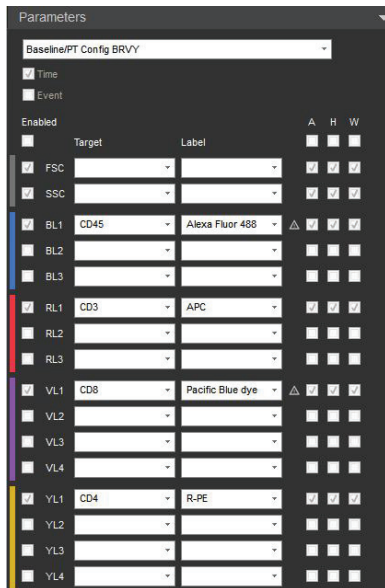 Parameters
Baseline/PT Config BRVY
Time
Event
Enabled A H W
Target Label
FSC
SSC
BL1 CD45 Alexa Fluor 488
BL2
BL3
RL1 CD3 APC
RL2
RL3
VL1 CD8 Pacific Blue dye
VL2
VL3
VL4
YL1 CD4 R-PE
YL2
YL3
YL4